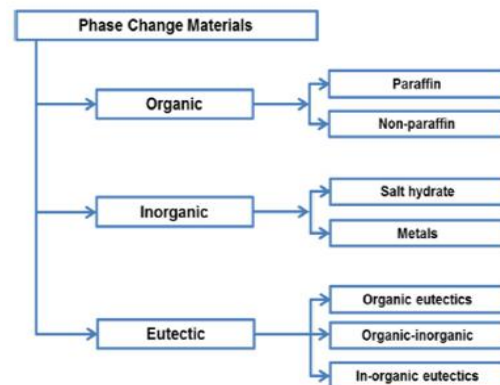 Phase Change Materials
Organic
Paraffin
Non-paraffin
Inorganic
Salt hydrate
Metals
Eutectic
Organic eutectics
Organic-inorganic
In-organic eutectics